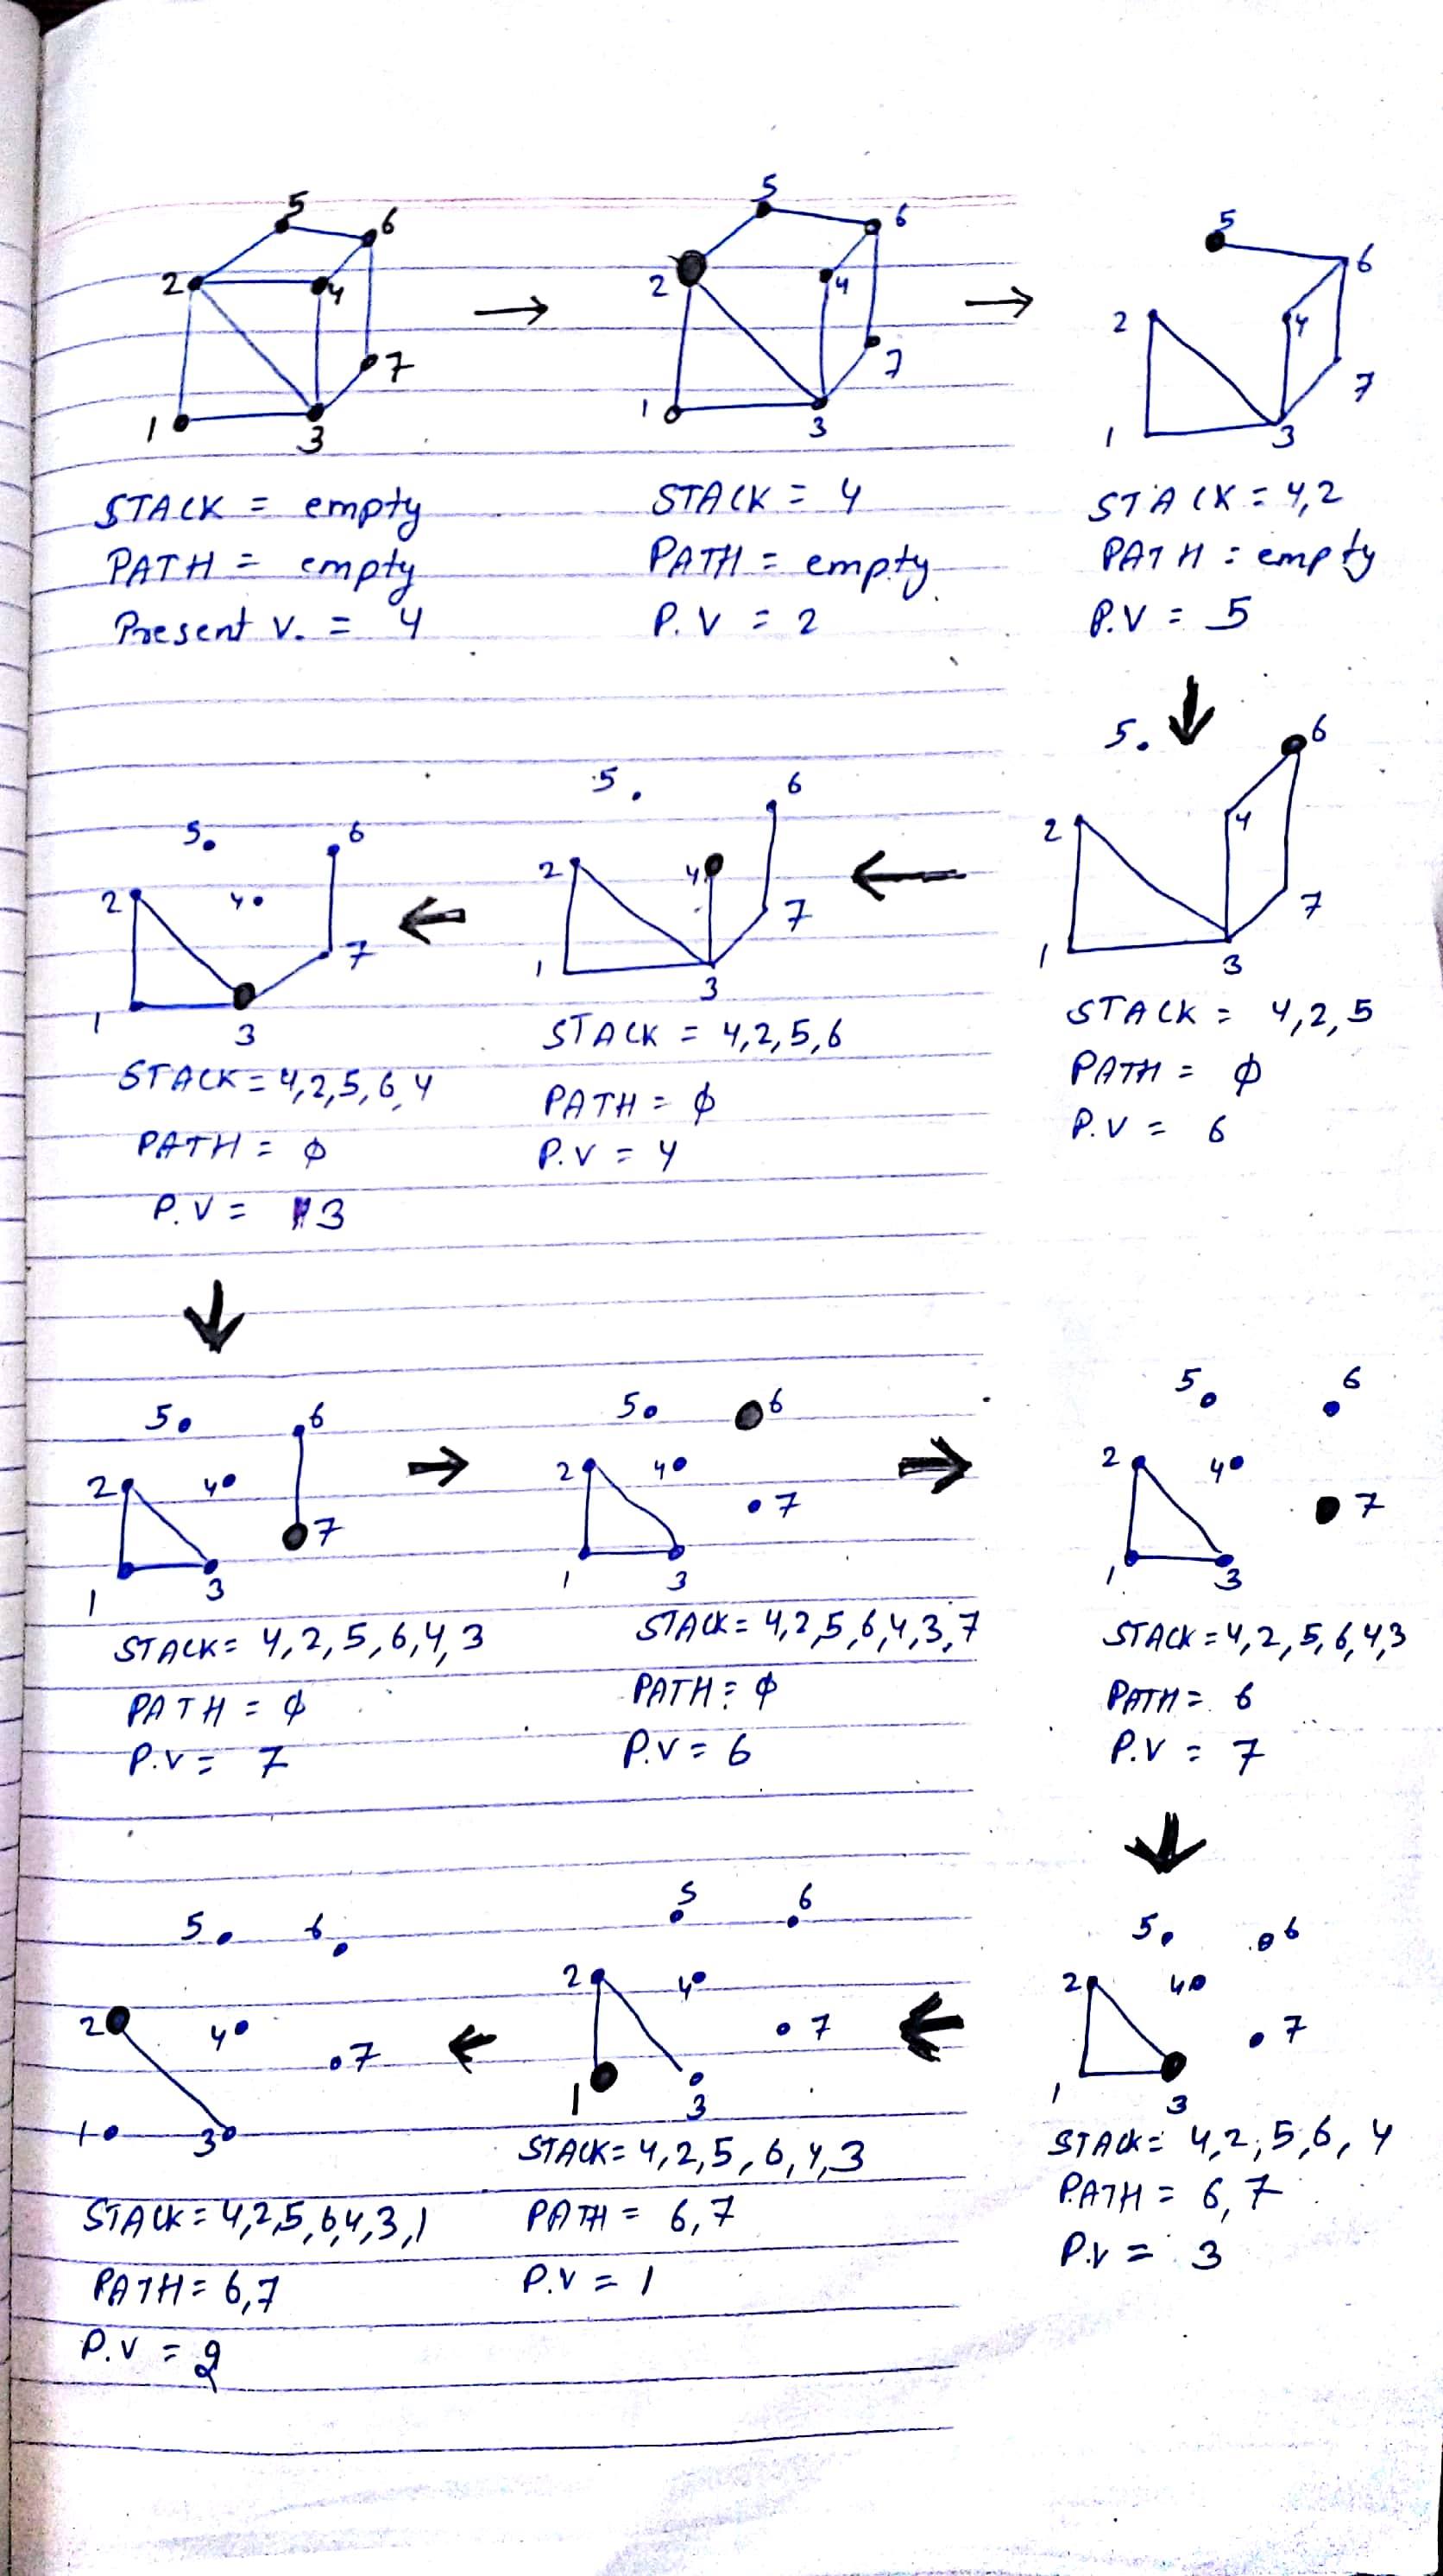 5
6
2
4
7
1
3
STACK = empty
PATH = empty
Present v. = 4
5
6
2
4
7
1
3
STACK = 4
PATH = empty
P.V = 2
5
6
2
4
7
1
3
STACK = 4,2
PATH = empty
P.V = 5
5
6
2
4
7
1
3
STACK = 4,2,5
PATH = φ
P.V = 6
5
6
2
4
7
1
3
STACK = 4,2,5,6
PATH = φ
P.V = 4
5
6
2
4
7
1
3
STACK = 4,2,5,6,4
PATH = φ
P.V = 3
5
6
2
4
7
1
3
STACK = 4,2,5,6,4,3
PATH = φ
P.V = 7
5
6
2
4
7
1
3
STACK = 4,2,5,6,4,3,7
PATH = φ
P.V = 6
5
6
2
4
7
1
3
STACK = 4,2,5,6,4,3
PATH = 6
P.V = 7
5
6
2
4
7
1
3
STACK = 4,2,5,6,4
PATH = 6,7
P.V = 3
5
6
2
4
7
1
3
STACK = 4,2,5,6,4,3
PATH = 6,7
P.V = 1
5
6
2
4
7
1
3
STACK = 4,2,5,6,4,3,1
PATH = 6,7
P.V = 2